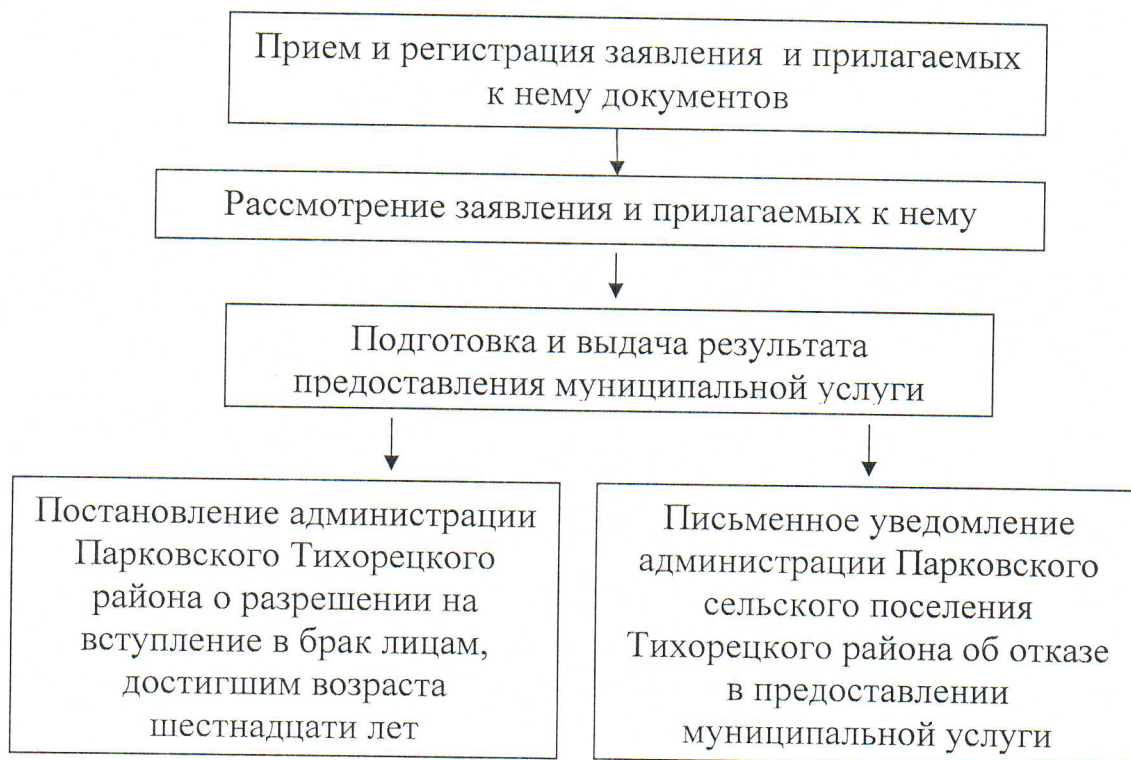 Прием и регистрация заявления и прилагаемых
к нему документов
Рассмотрение заявления и прилагаемых к нему
Подготовка и выдача результата
предоставления муниципальной услуги
Постановление администрации
Парковского Тихорецкого
района о разрешении на
вступление в брак лицам,
достигшим возраста
шестнадцати лет
Письменное уведомление
администрации Парковского
сельского поселения
Тихорецкого района об отказе
в предоставлении
муниципальной услуги